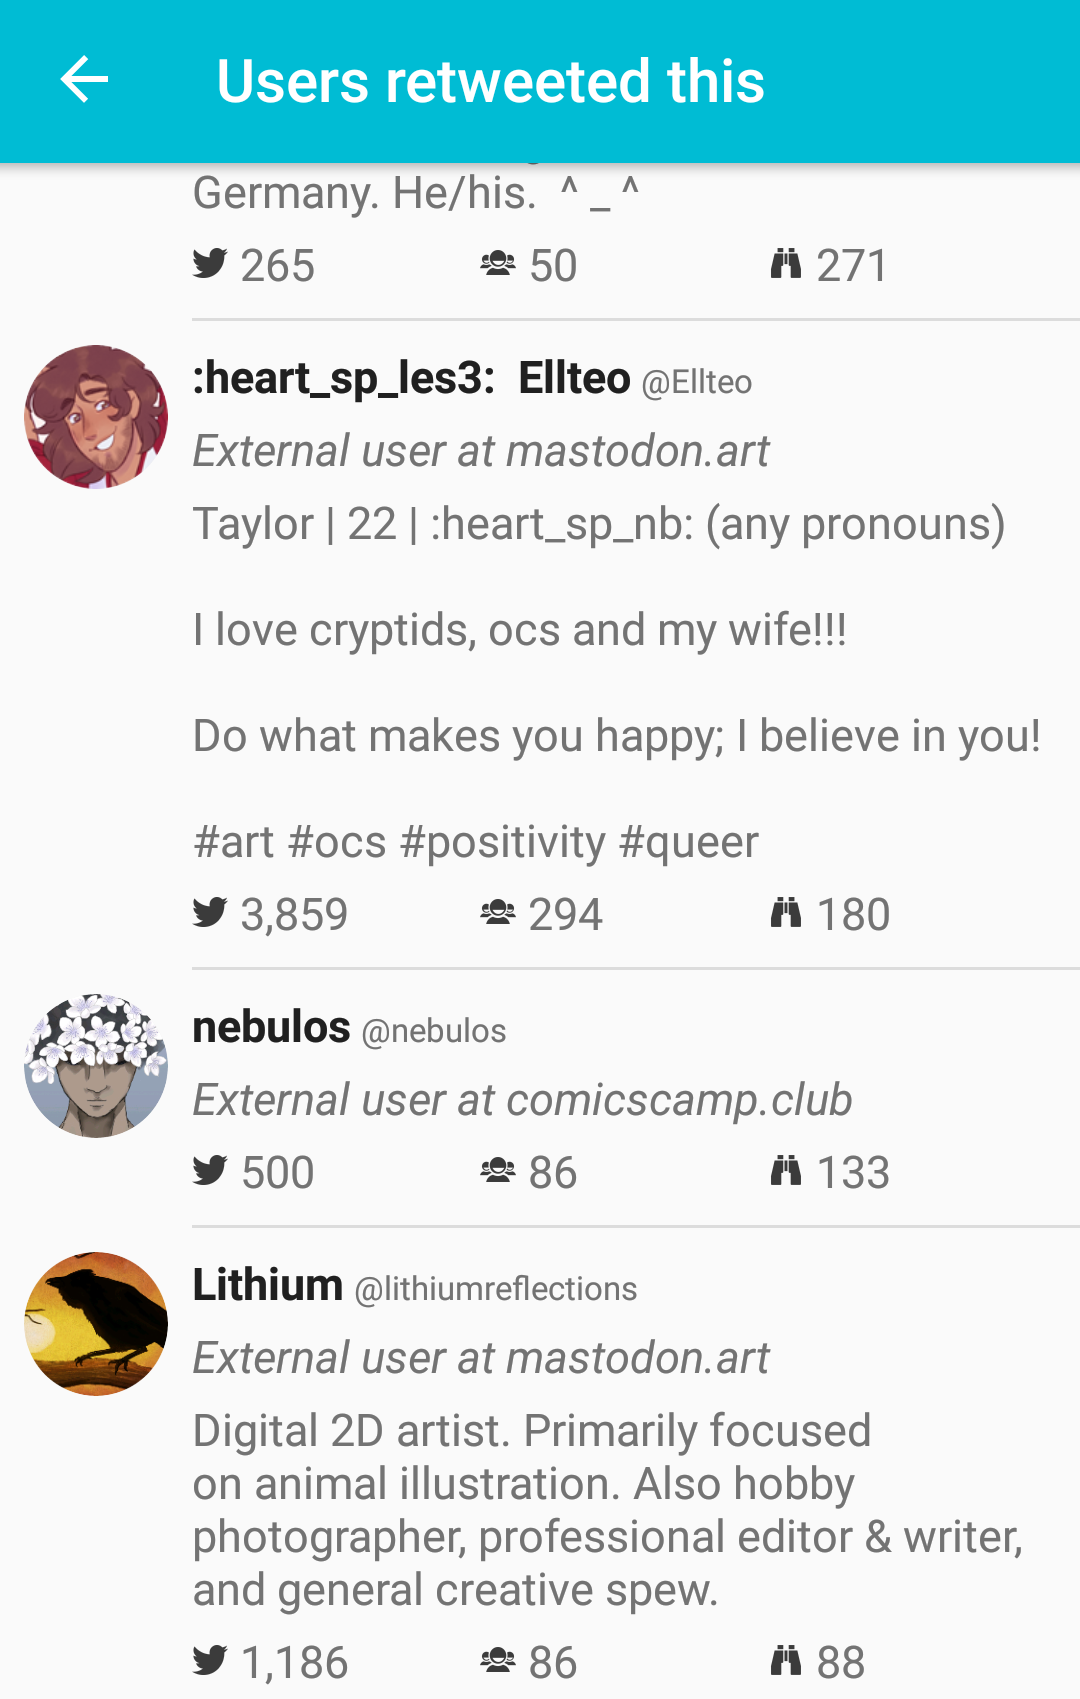 Users retweeted this
Germany. He/his.  ^ _ ^
265 50 271
:heart_sp_les3:  Ellteo @Ellteo
External user at mastodon.art
Taylor | 22 | :heart_sp_nb: (any pronouns)
I love cryptids, ocs and my wife!!!
Do what makes you happy; I believe in you!
#art #ocs #positivity #queer
3,859 294 180
nebulos @nebulos
External user at comicscamp.club
500 86 133
Lithium @lithiumreflections
External user at mastodon.art
Digital 2D artist. Primarily focused
on animal illustration. Also hobby
photographer, professional editor & writer,
and general creative spew.
1,186 86 88